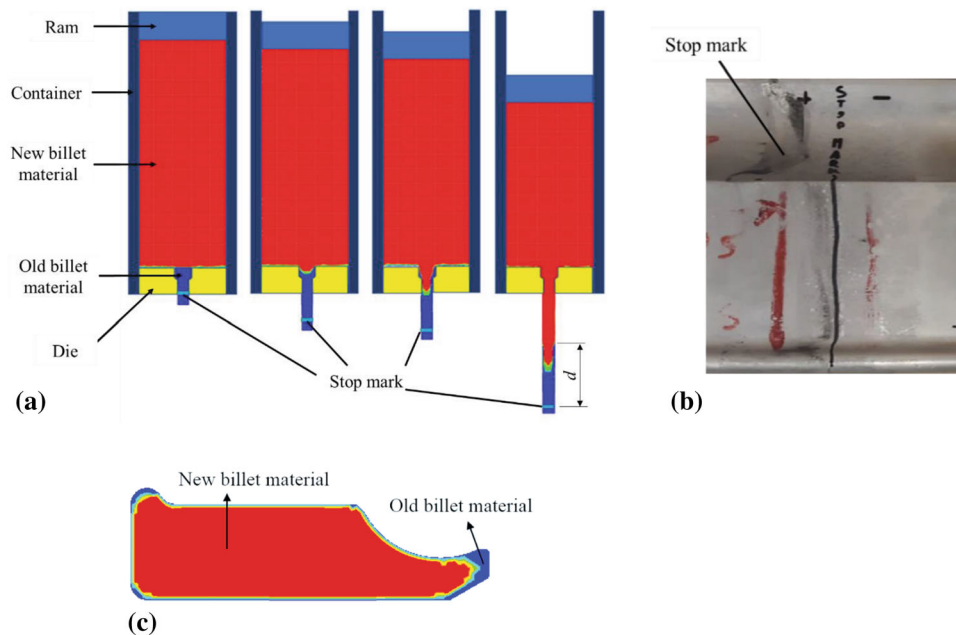 Ram
Container
New billet
material
Old billet
material
Die
Stop mark
d
(a)
Stop mark
+
STOP MARK
−
(b)
New billet material
Old billet material
(c)